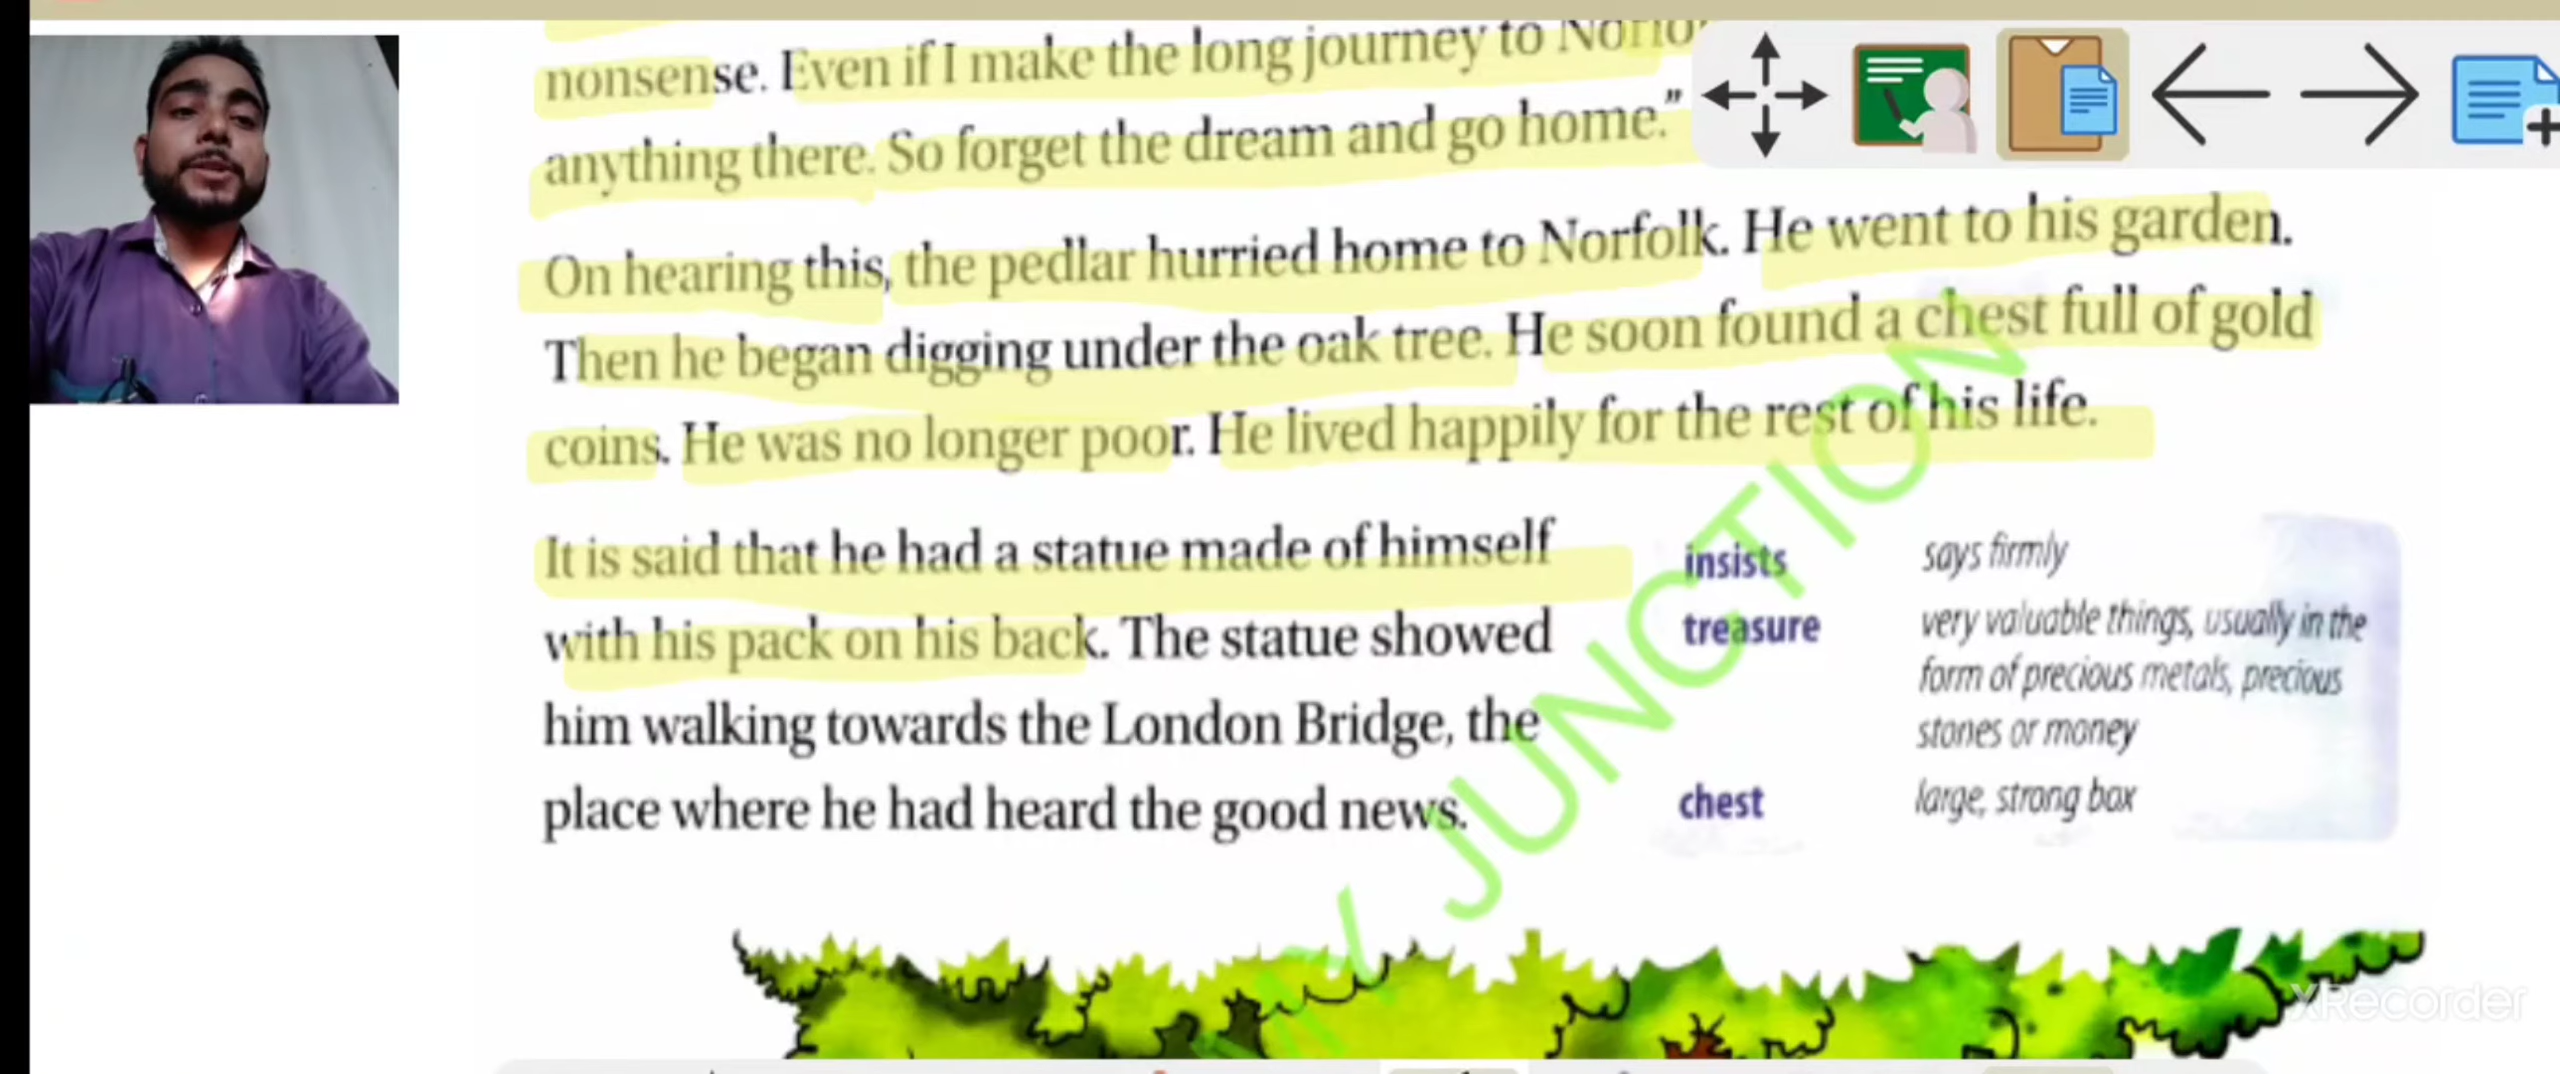 nonsense. Even if I make the long journey to
anything there. So forget the dream and go home."
On hearing this, the pedlar hurried home to Norfolk. He went to his garden.
Then he began digging under the oak tree. He soon found a chest full of gold
coins. He was no longer poor. He lived happily for the rest of his life.
It is said that he had a statue made of himself
with his pack on his back. The statue showed
him walking towards the London Bridge, the
place where he had heard the good news.
insists says firmly
treasure very valuable things, usually in the
form of precious metals, precious
stones or money
chest large, strong box
JUNCTION
XRecorder